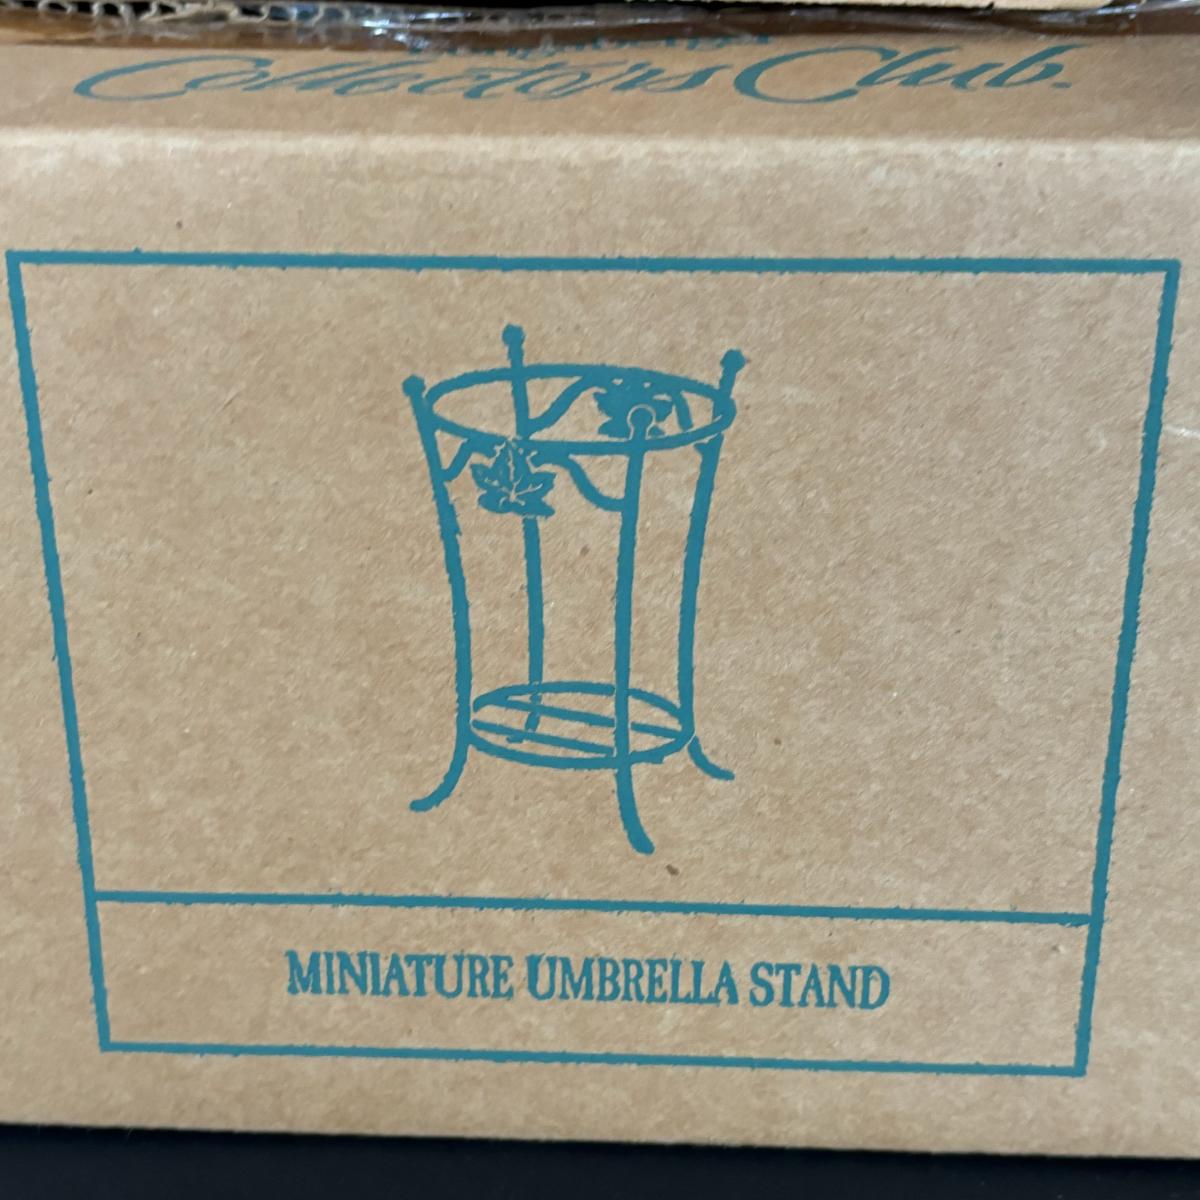 Collectors Club.
MINIATURE UMBRELLA STAND